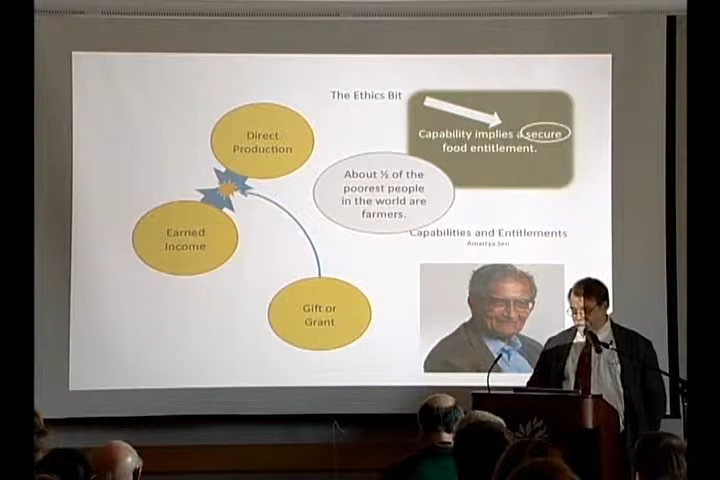 The Ethics Bit
Direct
Production
Capability implies a secure
food entitlement.
About ½ of the
poorest people
in the world are
farmers.
Earned
Income
Capabilities and Entitlements
Amartya Sen
Gift or
Grant